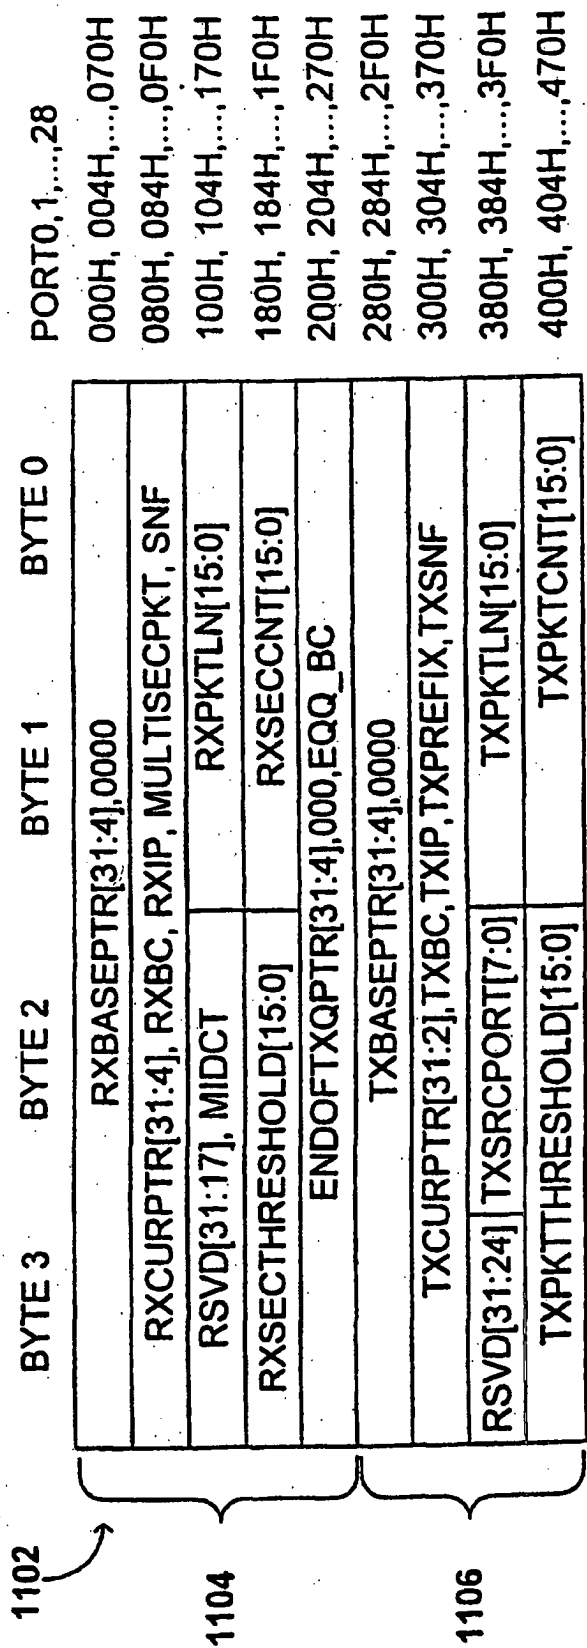 1102
BYTE 3 BYTE 2 BYTE 1 BYTE 0 PORT0,1,...,28
RXBASEPTR[31:4],0000 000H, 004H,...,070H
RXCURPTR[31:4], RXBC, RXIP, MULTISECPKT, SNF 080H, 084H,...,0F0H
RSVD[31:17], MIDCT RXPKTLN[15:0] 100H, 104H,...,170H
1104
RXSECTHRESHOLD[15:0] RXSECCNT[15:0] 180H, 184H,...,1F0H
ENDOFTXQPTR[31:4],000,EQQ_BC 200H, 204H,...,270H
TXBASEPTR[31:4],0000 280H, 284H,...,2F0H
TXCURPTR[31:2],TXBC,TXIP,TXPREFIX,TXSNF 300H, 304H,...,370H
1106
RSVD[31:24] TXSRCPORT[7:0] TXPKTLN[15:0] 380H, 384H,...,3F0H
TXPKTTHRESHOLD[15:0] TXPKTCNT[15:0] 400H, 404H,...,470H